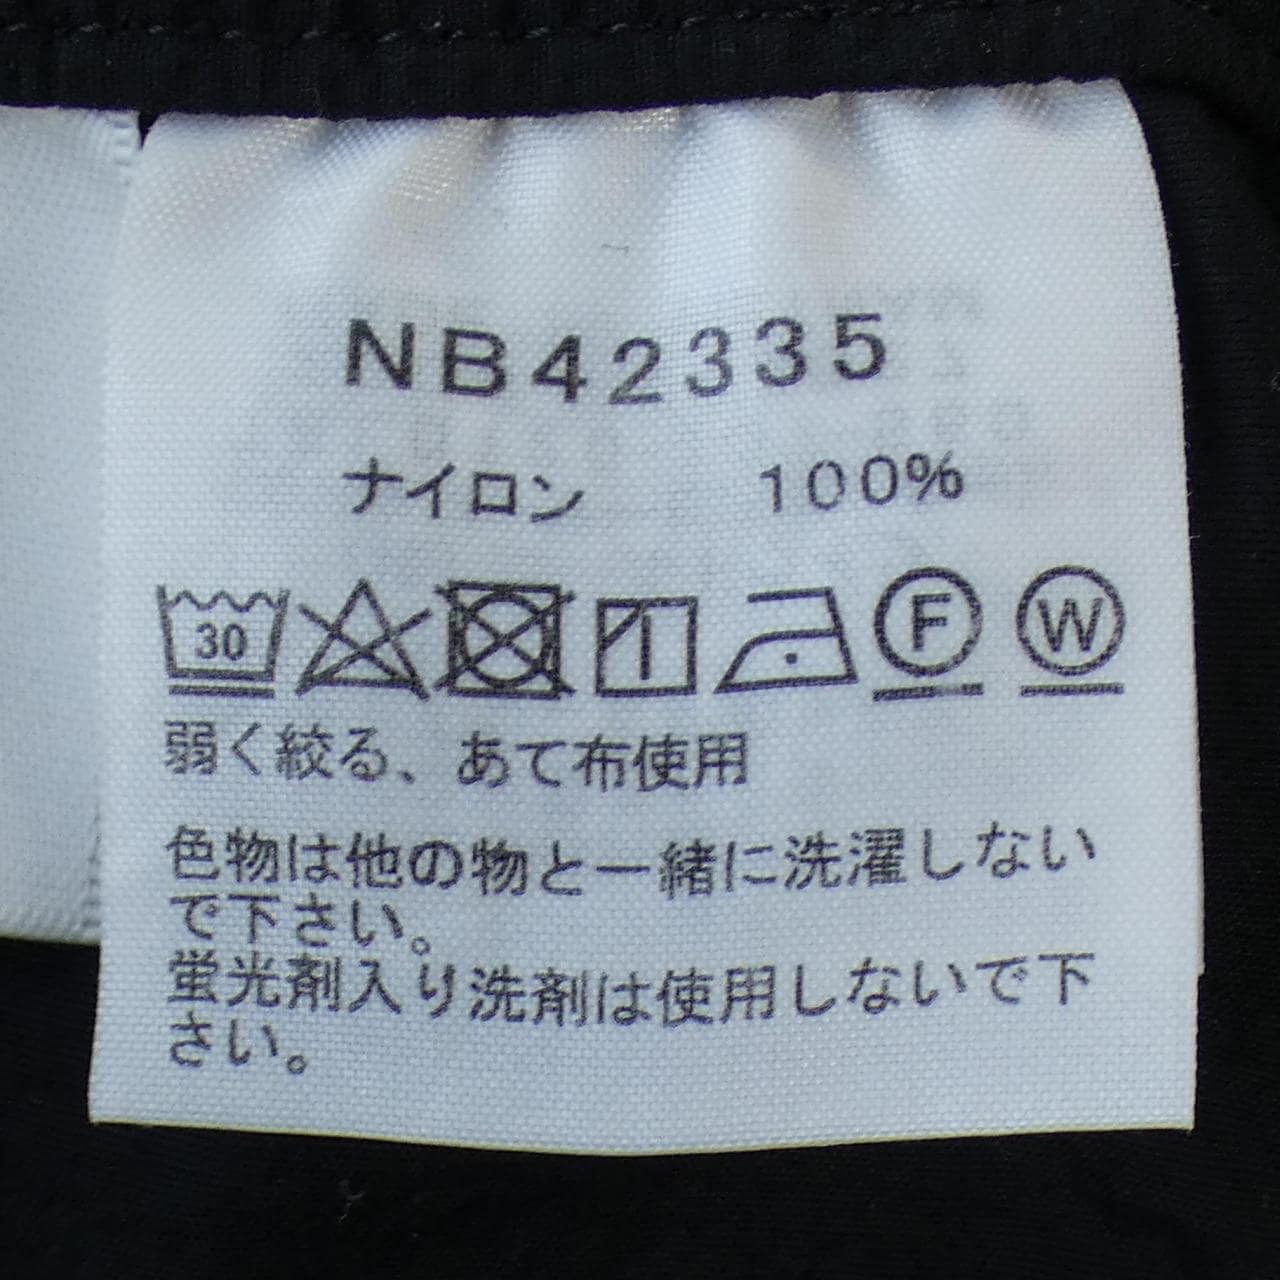 NB42335
ナイロン 100%
30 F W
弱く絞る、あて布使用
色物は他の物と一緒に洗濯しない
で下さい。
蛍光剤入り洗剤は使用しないで下
さい。